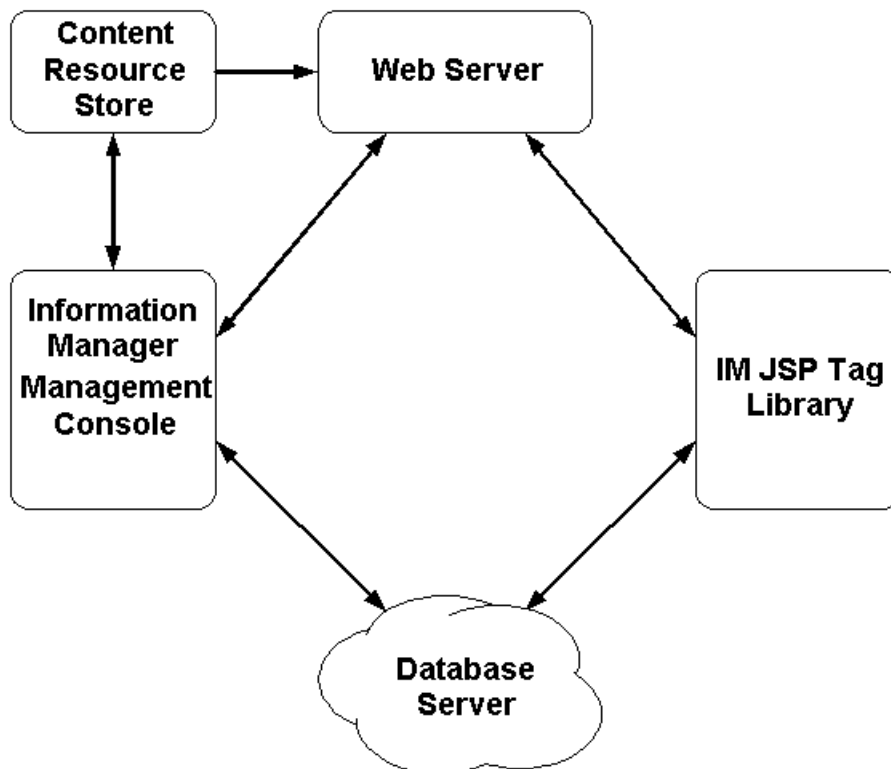 Content
Resource
Store
Web Server
Information
Manager
Management
Console
IM JSP Tag
Library
Database
Server